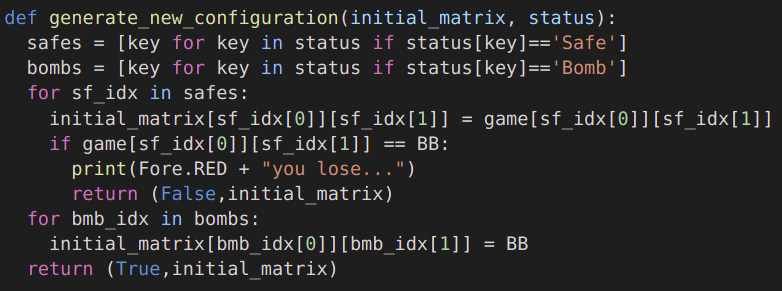 def generate_new_configuration(initial_matrix, status):
  safes = [key for key in status if status[key]=='Safe']
  bombs = [key for key in status if status[key]=='Bomb']
  for sf_idx in safes:
    initial_matrix[sf_idx[0]][sf_idx[1]] = game[sf_idx[0]][sf_idx[1]]
    if game[sf_idx[0]][sf_idx[1]] == BB:
      print(Fore.RED + "you lose...")
      return (False,initial_matrix)
  for bmb_idx in bombs:
    initial_matrix[bmb_idx[0]][bmb_idx[1]] = BB
  return (True,initial_matrix)